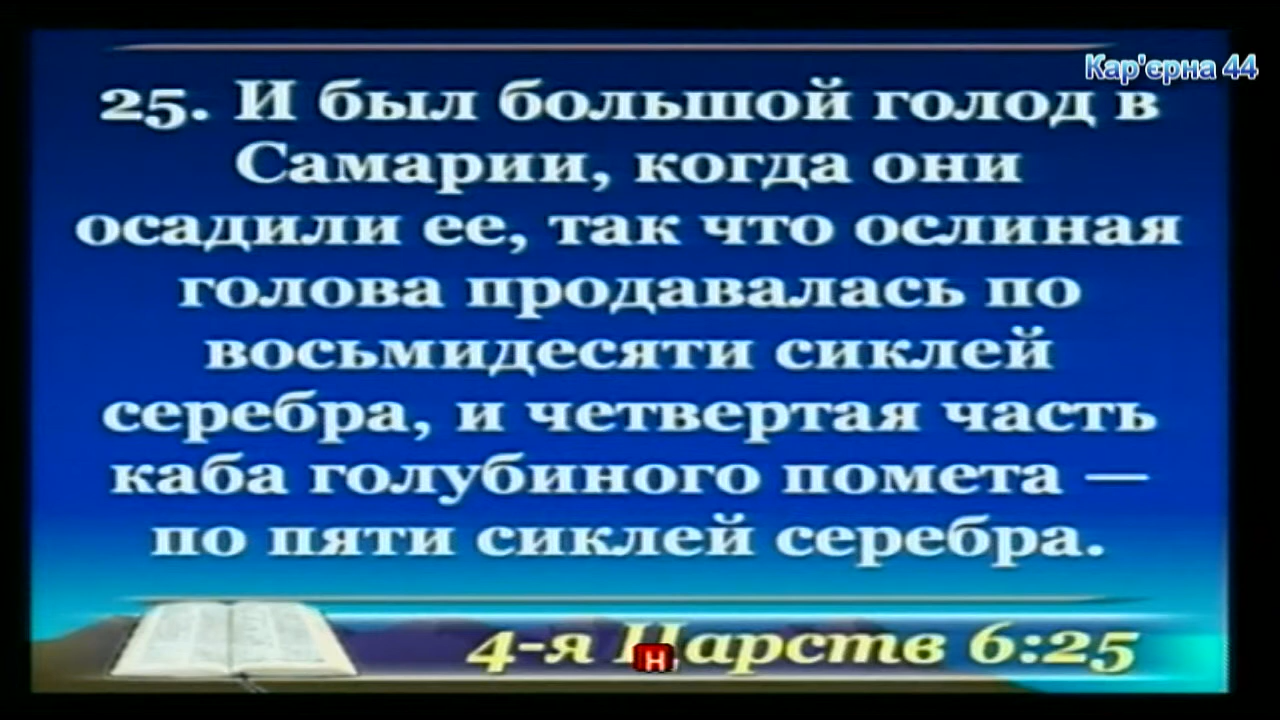 Кар'єрна 44
25. И был большой голод в
Самарии, когда они
осадили ее, так что ослиная
голова продавалась по
восьмидесяти сиклей
серебра, и четвертая часть
каба голубиного помета —
по пяти сиклей серебра.
4-я Царств 6:25
Н